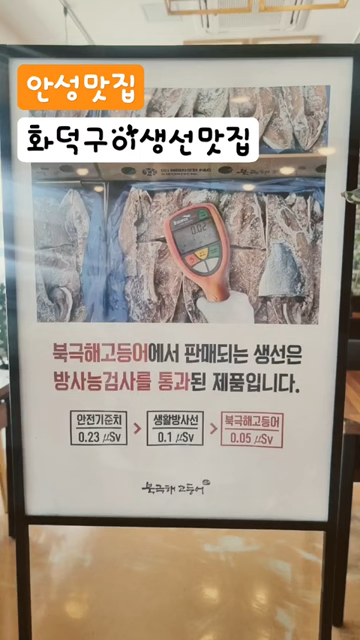 안성맛집
화덕구이생선맛집
0.02
북극해고등어에서 판매되는 생선은
방사능검사를 통과된 제품입니다.
안전기준치 > 생활방사선 > 북극해고등어
0.23 μSv 0.1 μSv 0.05 μSv
북극해고등어